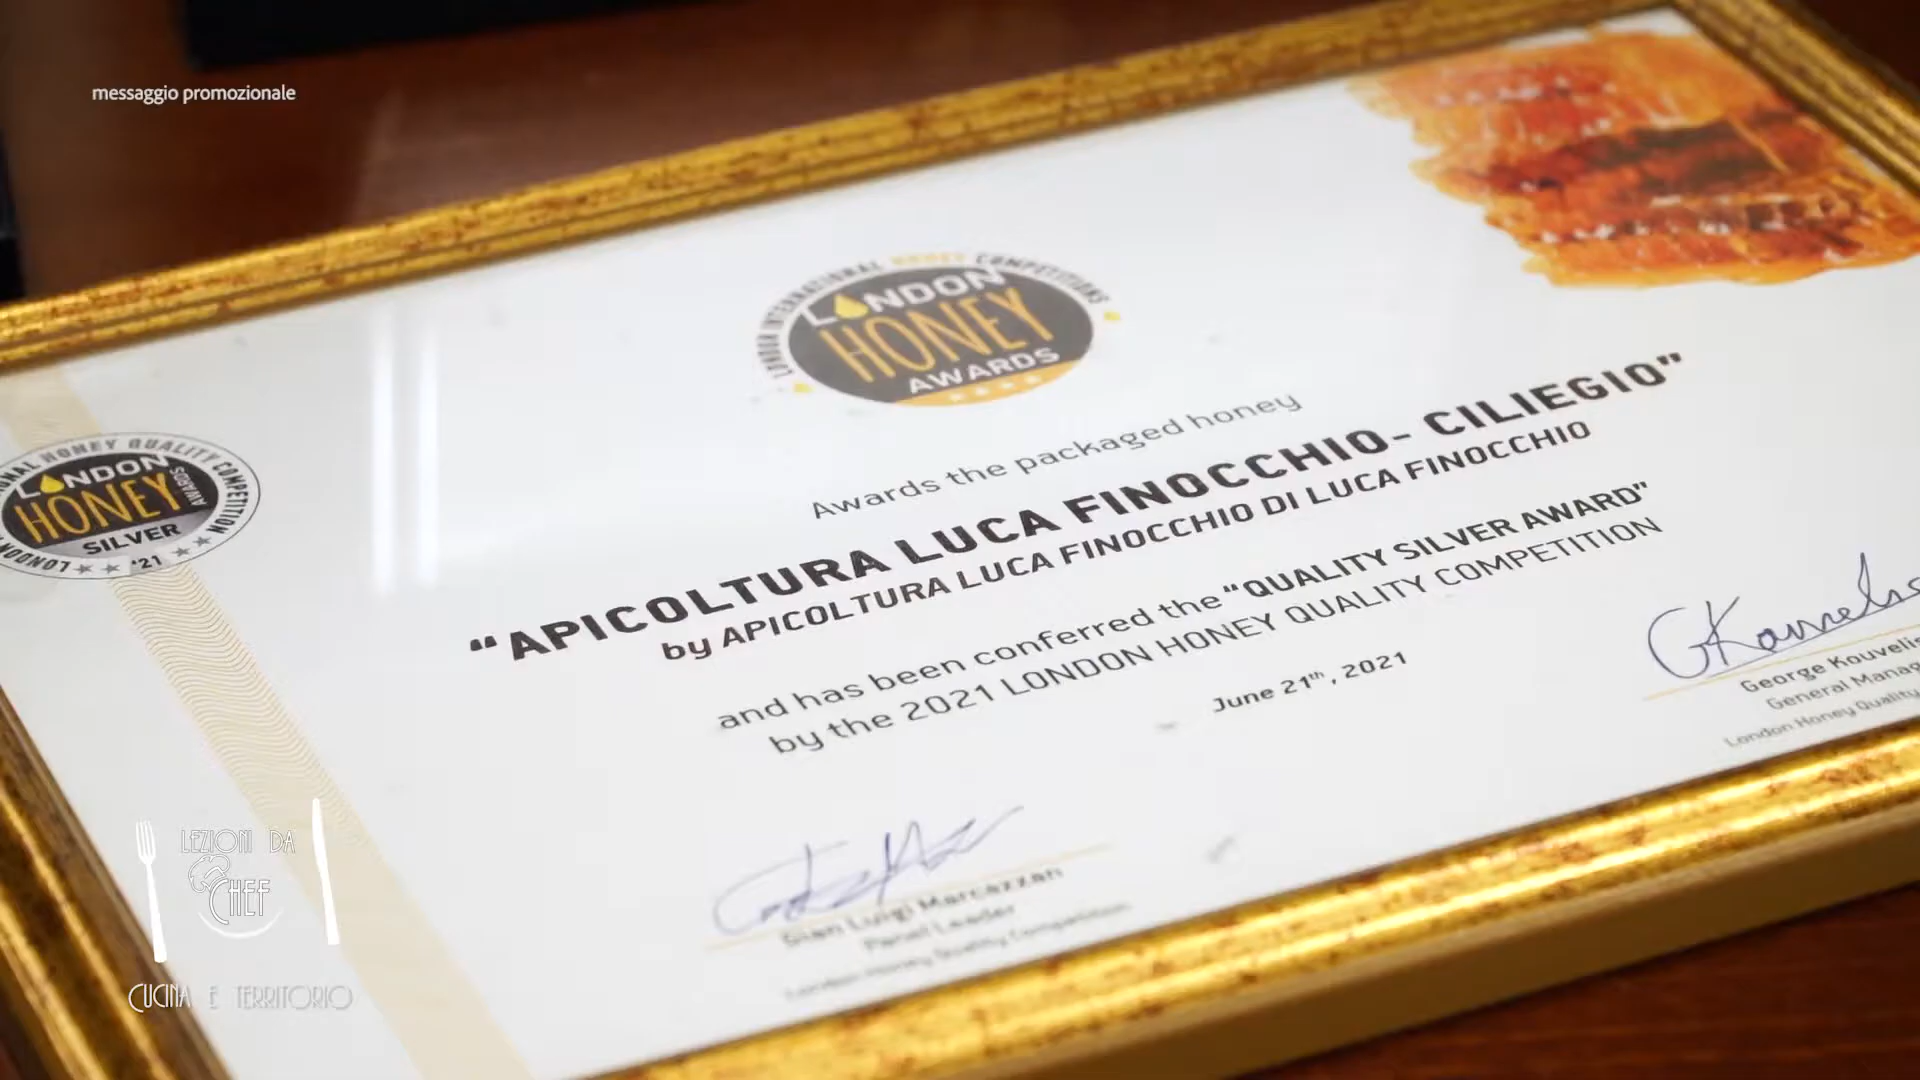 messaggio promozionale
LONDON INTERNATIONAL HONEY COMPETITIONS
LONDON
HONEY
AWARDS
Awards the packaged honey
“APICOLTURA LUCA FINOCCHIO- CILIEGIO”
by APICOLTURA LUCA FINOCCHIO DI LUCA FINOCCHIO
and has been conferred the “QUALITY SILVER AWARD”
by the 2021 LONDON HONEY QUALITY COMPETITION
June 21th, 2021
HONEY QUALITY COMPETITION
LONDON
HONEY
AWARDS
SILVER
'21
George Kouvelis
General Manag
London Honey Quality
Gian Luigi Marcazzan
Panel Leader
London Honey Quality Competition
LEZIONI DA
CHEF
CUCINA E TERRITORIO